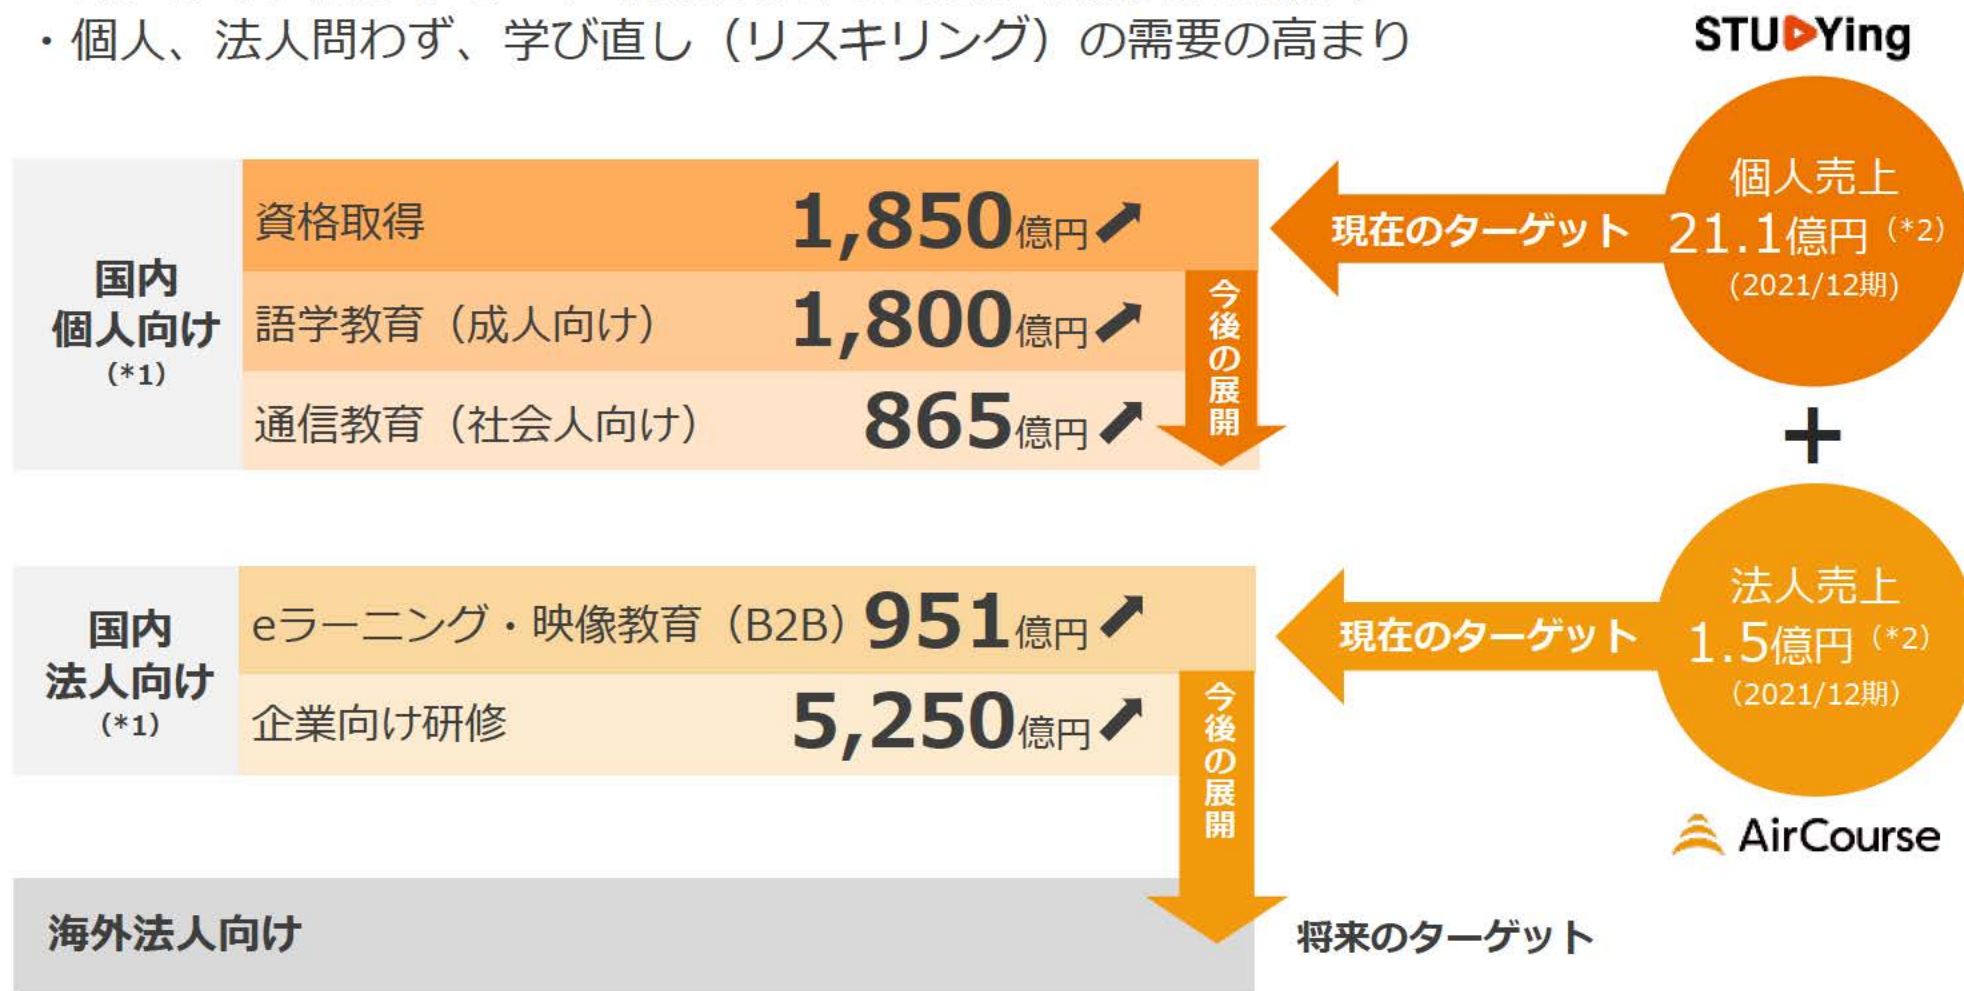 ・個人、法人問わず、学び直し（リスキリング）の需要の高まり
STUDYing
国内
個人向け
（*1）
資格取得 1,850億円
語学教育（成人向け） 1,800億円
通信教育（社会人向け） 865億円
今後の展開
現在のターゲット
個人売上
21.1億円（*2）
(2021/12期)
+
国内
法人向け
（*1）
eラーニング・映像教育（B2B） 951億円
企業向け研修 5,250億円
今後の展開
現在のターゲット
法人売上
1.5億円（*2）
（2021/12期）
AirCourse
海外法人向け
将来のターゲット